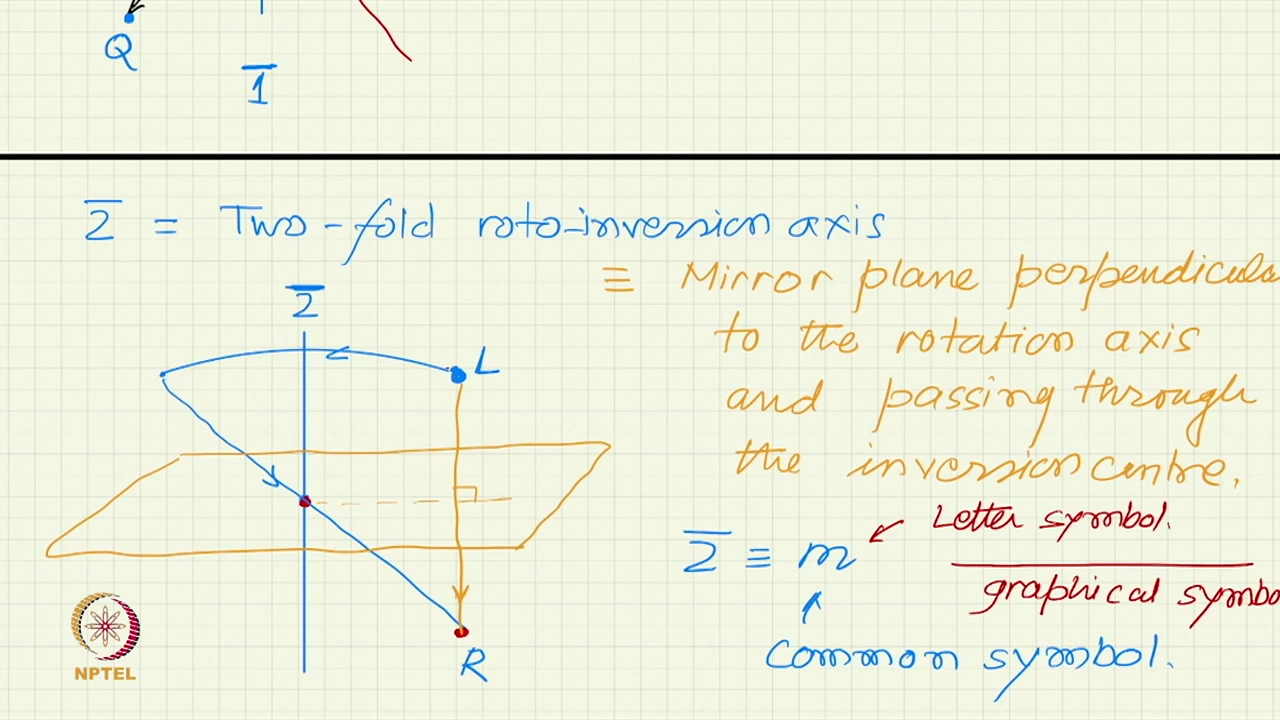 Q
1̅
2̅ = Two-fold roto-inversion axis
≡ Mirror plane perpendicula
to the rotation axis
and passing through
the inversion centre.
2̅
L
R
2̅ ≡ m
Letter symbol.
graphical symbo
Common symbol.
NPTEL